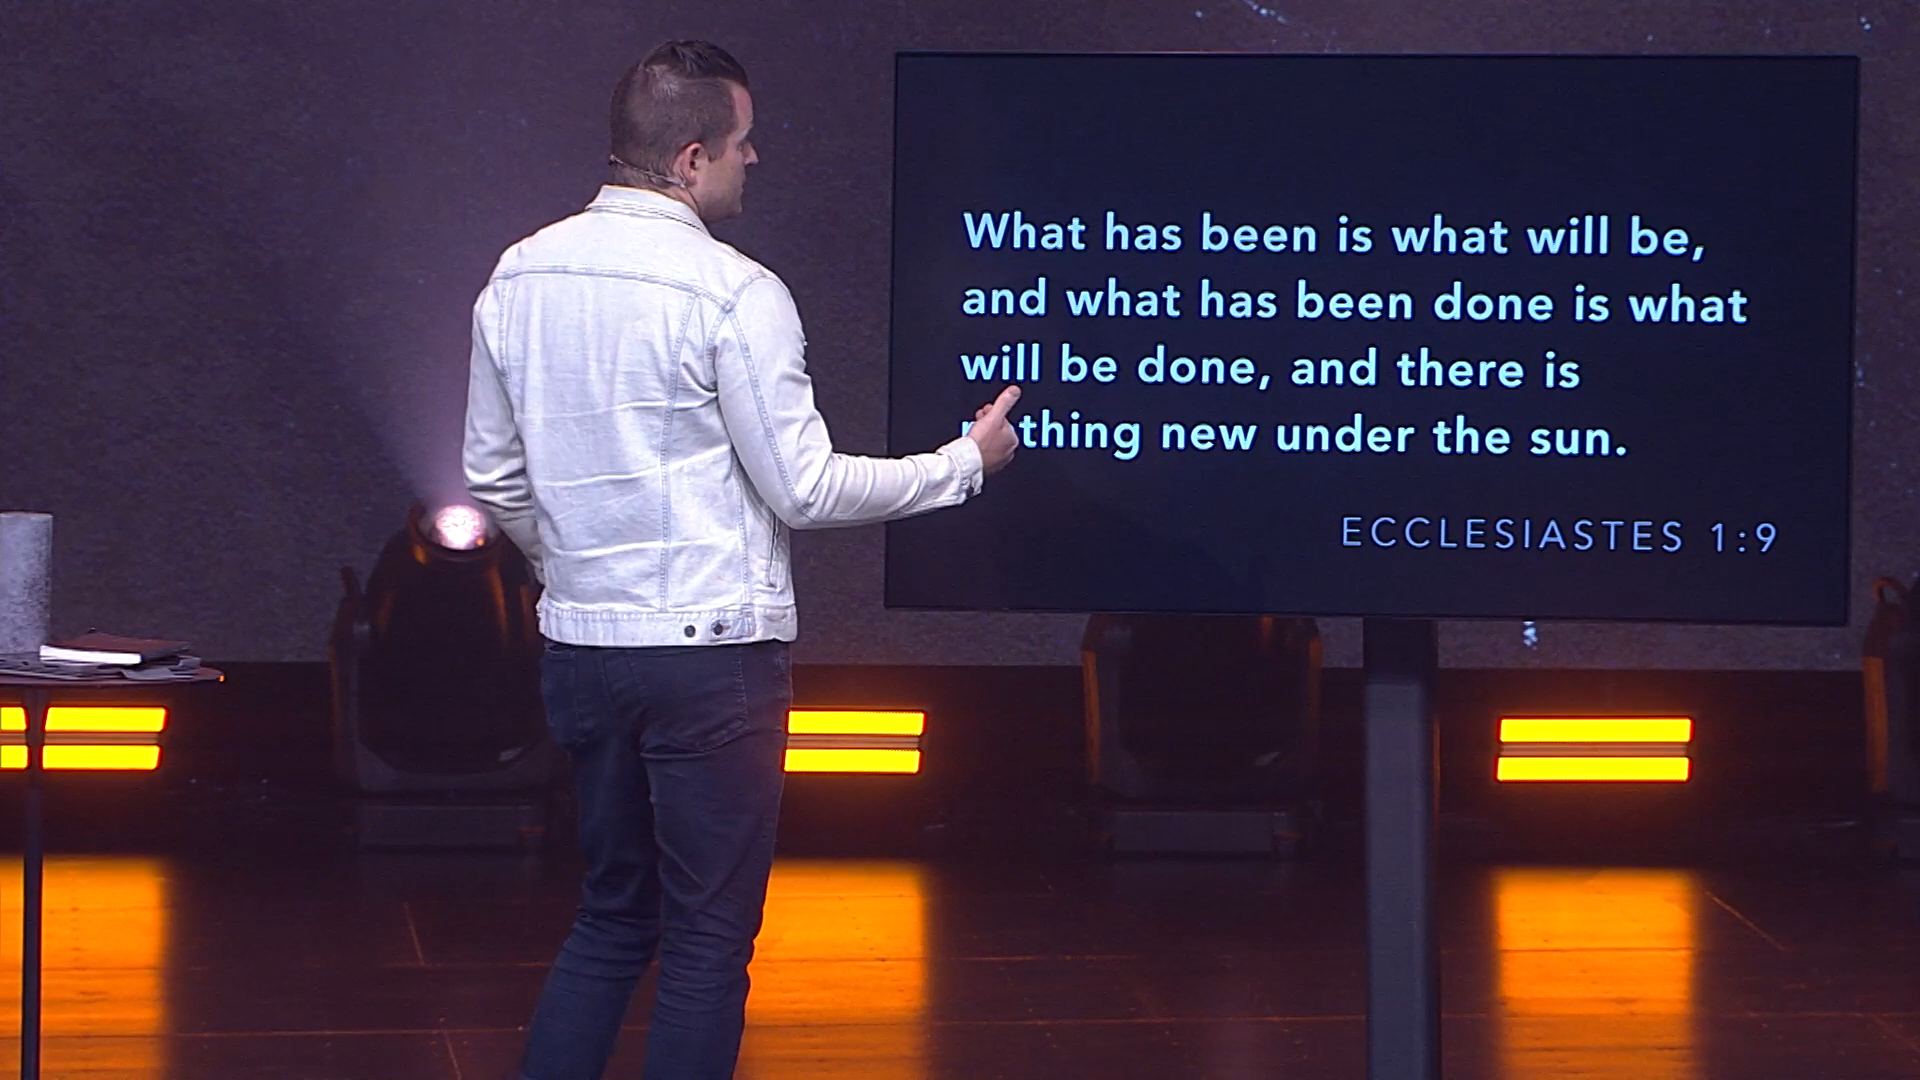 What has been is what will be,
and what has been done is what
will be done, and there is
nothing new under the sun.
ECCLESIASTES 1:9